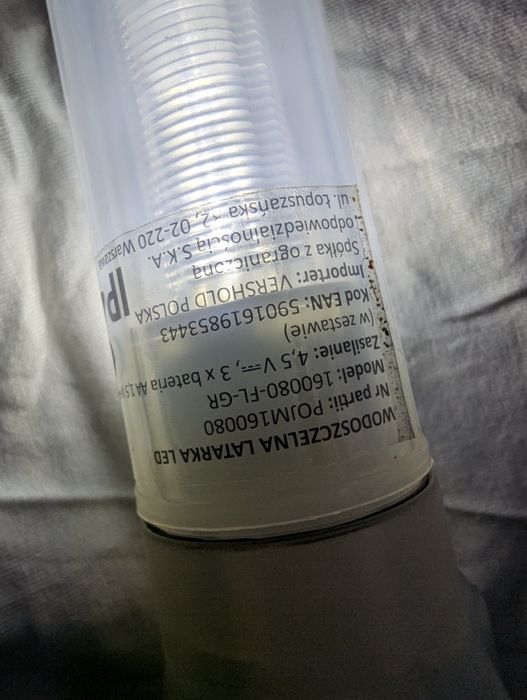 WODOSZCZELNA LATARKA LED
Nr partii: POJM160080
Model: 160080-FL-GR
Zasilanie: 4,5 V⎓, 3 x bateria AA 1,5 V
(w zestawie)
Kod EAN: 5901619853443
Importer: VERSHOLD POLSKA
Spółka z ograniczoną
odpowiedzialnością S.K.A.
ul. Łopuszańska 02-220 Warszawa
IP